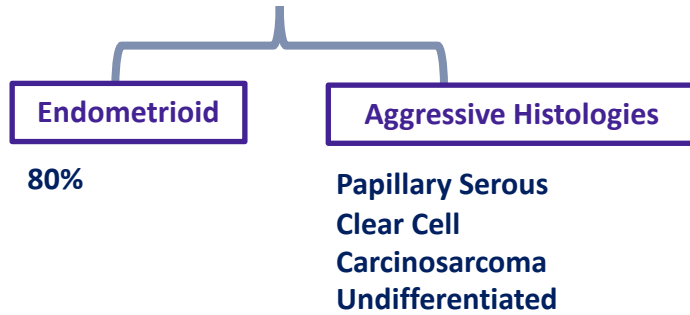 Endometrioid
Aggressive Histologies
80%
Papillary Serous
Clear Cell
Carcinosarcoma
Undifferentiated